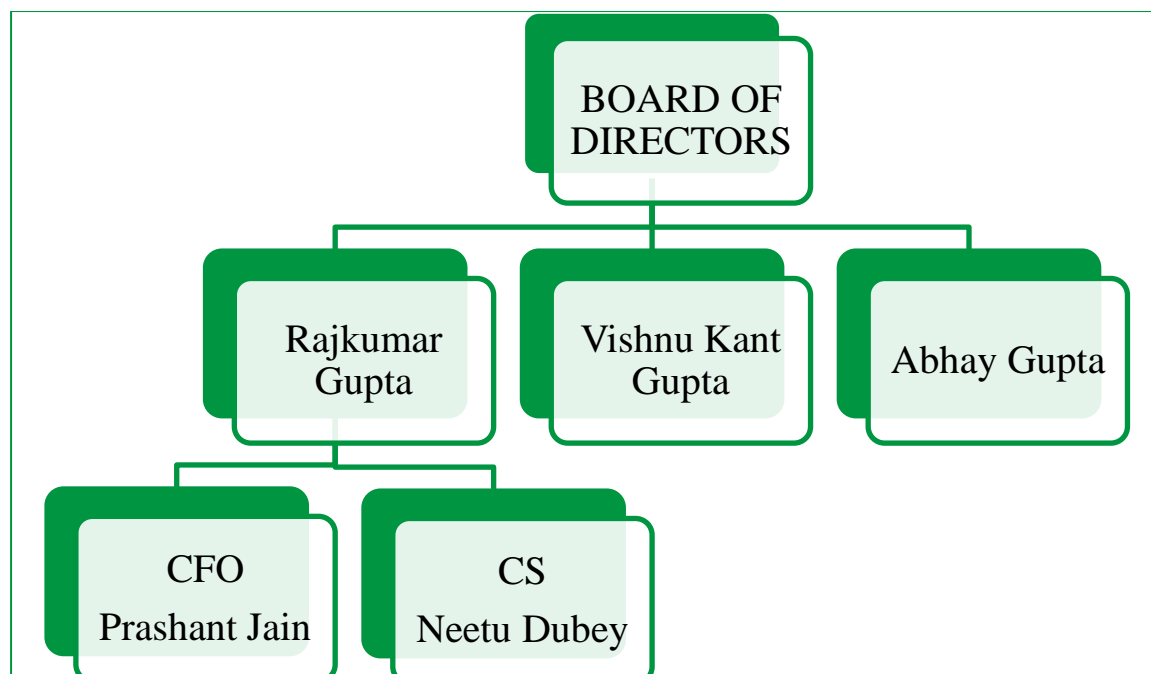 BOARD OF
DIRECTORS
Rajkumar
Gupta
Vishnu Kant
Gupta
Abhay Gupta
CFO
Prashant Jain
CS
Neetu Dubey